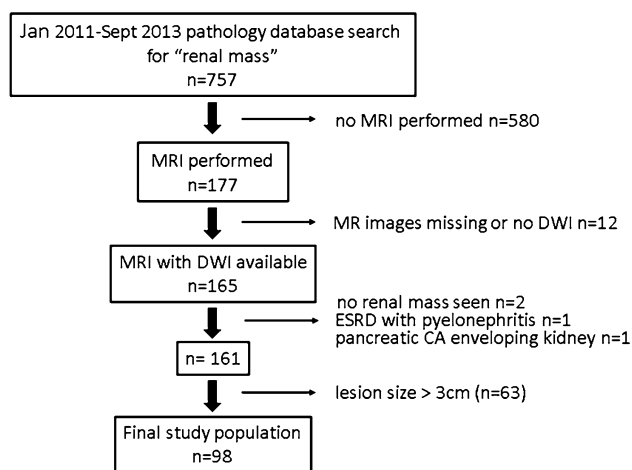 Jan 2011-Sept 2013 pathology database search
for “renal mass”
n=757
no MRI performed n=580
MRI performed
n=177
MR images missing or no DWI n=12
MRI with DWI available
n=165
no renal mass seen n=2
ESRD with pyelonephritis n=1
pancreatic CA enveloping kidney n=1
n= 161
lesion size > 3cm (n=63)
Final study population
n=98